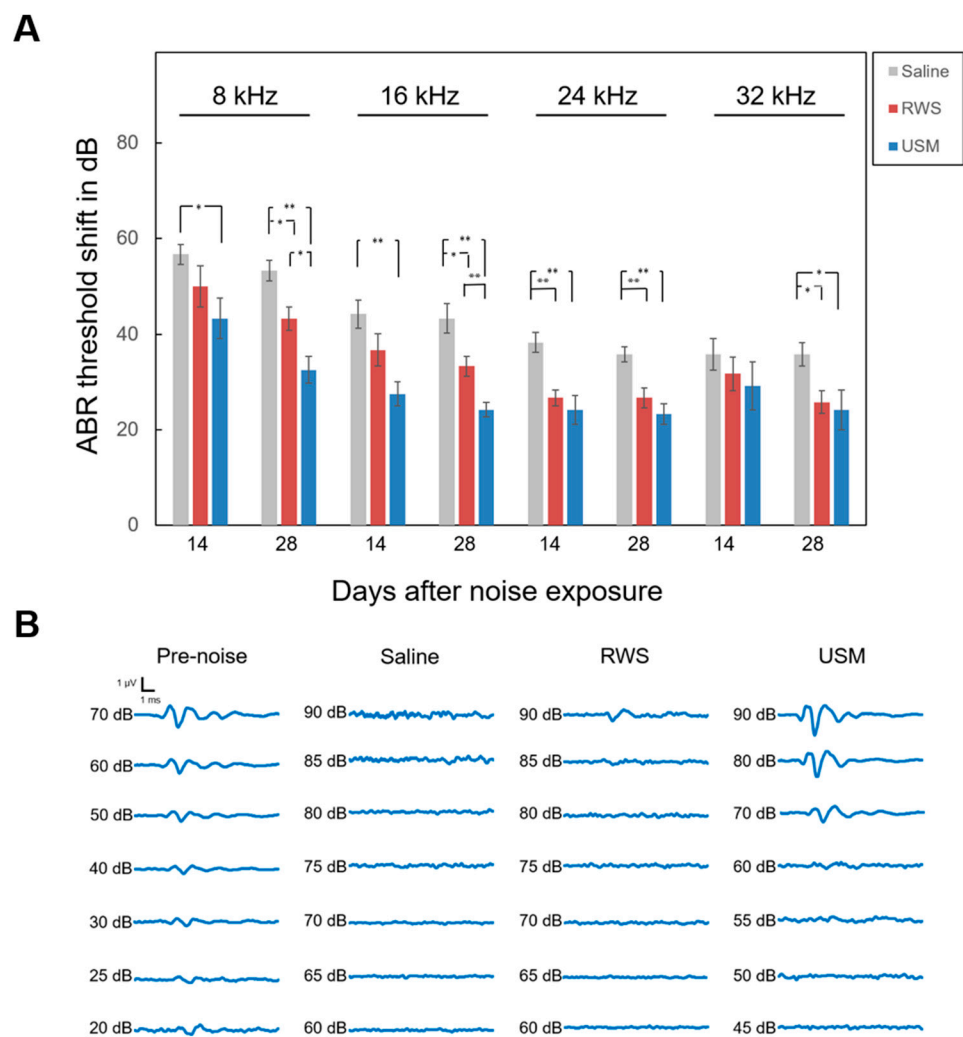 A
Saline
RWS
USM
8 kHz 16 kHz 24 kHz 32 kHz
ABR threshold shift in dB
80
60
40
20
0
* ** * * ** ** * ** ** ** ** ** * *
14 28 14 28 14 28 14 28
Days after noise exposure
B
Pre-noise Saline RWS USM
1 µV
1 ms
70 dB 90 dB 90 dB 90 dB
60 dB 85 dB 85 dB 80 dB
50 dB 80 dB 80 dB 70 dB
40 dB 75 dB 75 dB 60 dB
30 dB 70 dB 70 dB 55 dB
25 dB 65 dB 65 dB 50 dB
20 dB 60 dB 60 dB 45 dB